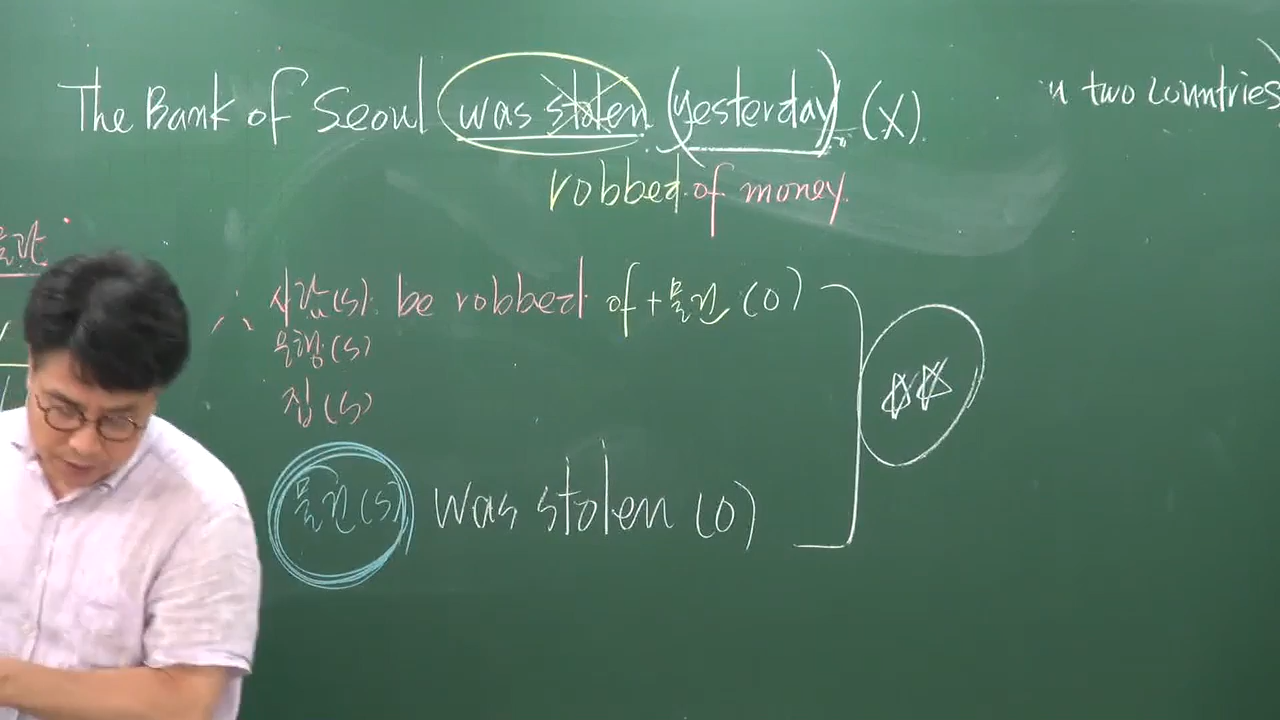 The Bank of Seoul was stolen (yesterday). (X)
robbed of money.
in two countries)
∴ 사람(S) be robbed of + 물건 (O)
은행(S)
집(S)
물건(S) was stolen (O)